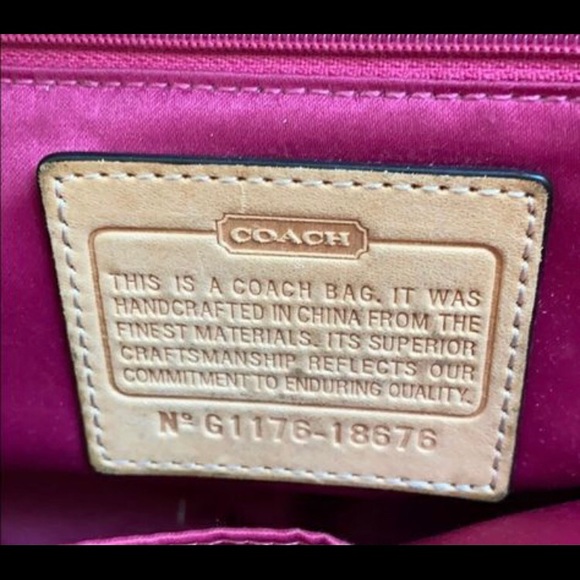 COACH
THIS IS A COACH BAG. IT WAS
HANDCRAFTED IN CHINA FROM THE
FINEST MATERIALS. ITS SUPERIOR
CRAFTSMANSHIP REFLECTS OUR
COMMITMENT TO ENDURING QUALITY.
Nº G1176-18676